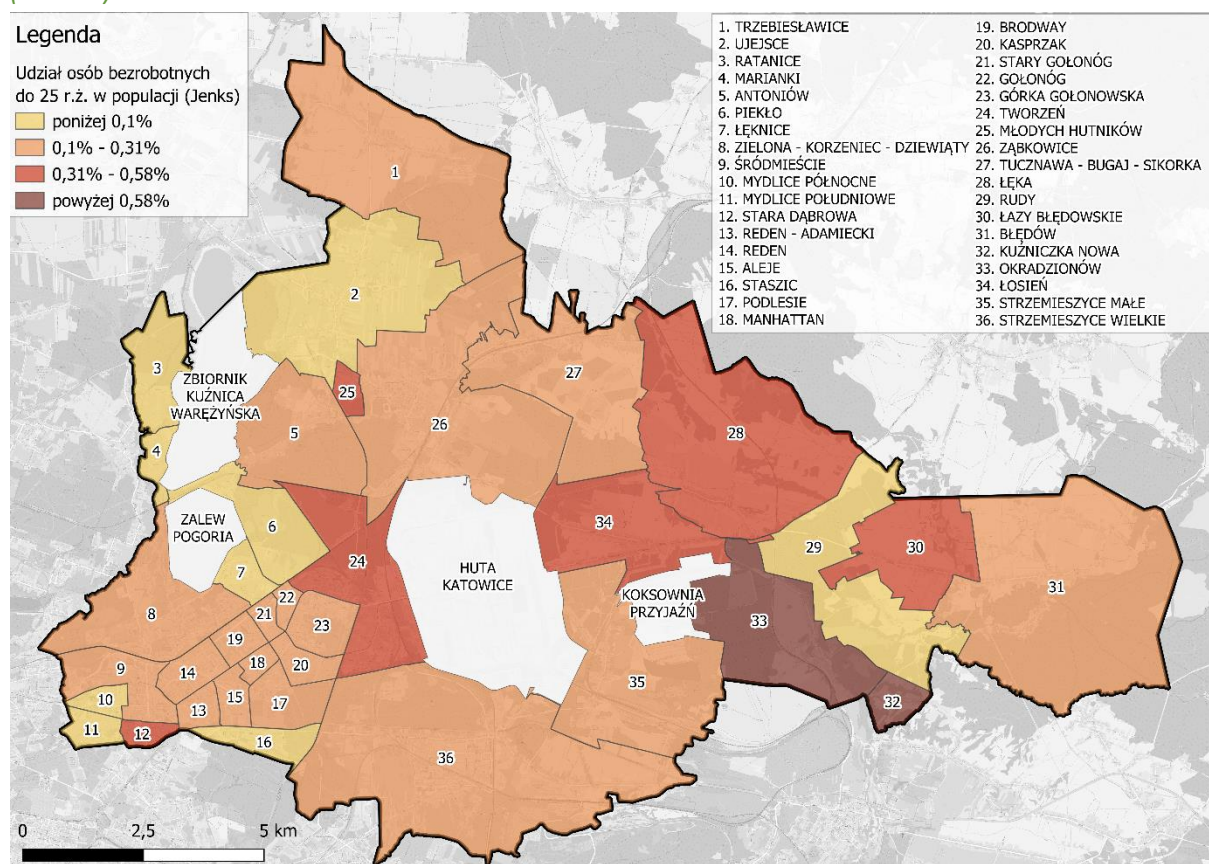 Legenda
Udział osób bezrobotnych
do 25 r.ż. w populacji (Jenks)
poniżej 0,1%
0,1% - 0,31%
0,31% - 0,58%
powyżej 0,58%
1. TRZEBIESŁAWICE
2. UJEJSCE
3. RATANICE
4. MARIANKI
5. ANTONIÓW
6. PIEKŁO
7. ŁĘKNICE
8. ZIELONA - KORZENIEC - DZIEWIĄTY
9. ŚRÓDMIEŚCIE
10. MYDLICE PÓŁNOCNE
11. MYDLICE POŁUDNIOWE
12. STARA DĄBROWA
13. REDEN - ADAMIECKI
14. REDEN
15. ALEJE
16. STASZIC
17. PODLESIE
18. MANHATTAN
19. BRODWAY
20. KASPRZAK
21. STARY GOŁONÓG
22. GOŁONÓG
23. GÓRKA GOŁONOWSKA
24. TWORZEŃ
25. MŁODYCH HUTNIKÓW
26. ZĄBKOWICE
27. TUCZNAWA - BUGAJ - SIKORKA
28. ŁĘKA
29. RUDY
30. ŁAZY BŁĘDOWSKIE
31. BŁĘDÓW
32. KUŹNICZKA NOWA
33. OKRADZIONÓW
34. ŁOSIEŃ
35. STRZEMIESZYCE MAŁE
36. STRZEMIESZYCE WIELKIE
1
2
3
ZBIORNIK
KUŹNICA
WARĘŻYŃSKA
25
27
5
26
28
4
6
ZALEW
POGORIA
34
24
29
30
7
HUTA
KATOWICE
KOKSOWNIA
PRZYJAŹŃ
31
22
8
21
23
33
19
9
18
20
14
35
32
10
15
17
13
11
12
16
36
0
2,5
5 km